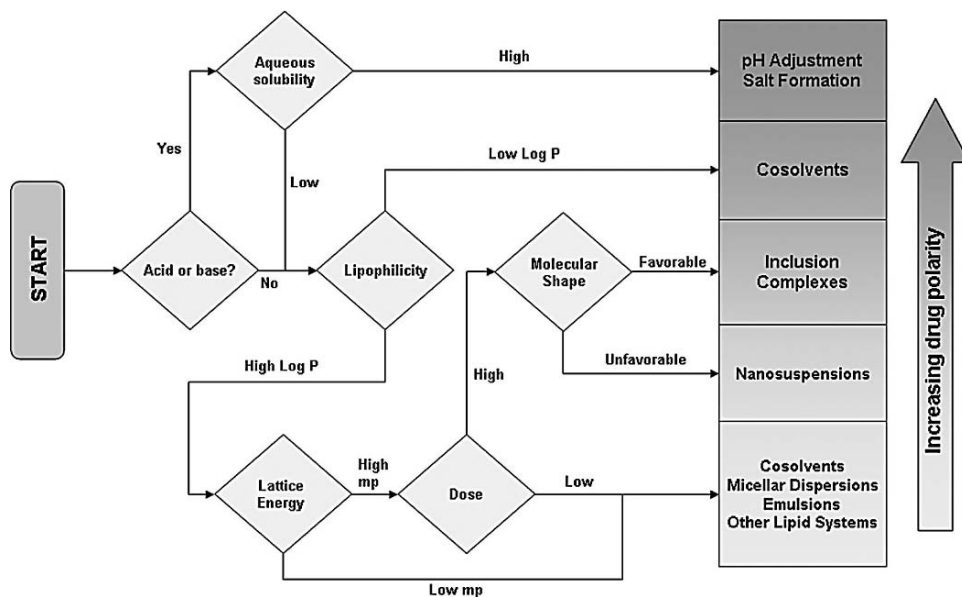 Aqueous
solubility
High
pH Adjustment
Salt Formation
Yes
Low
Low Log P
Cosolvents
START
Acid or base?
No
Lipophilicity
Molecular
Shape
Favorable
Inclusion
Complexes
Unfavorable
Nanosuspensions
High Log P
High
Lattice
Energy
High
mp
Dose
Low
Cosolvents
Micellar Dispersions
Emulsions
Other Lipid Systems
Low mp
Increasing drug polarity